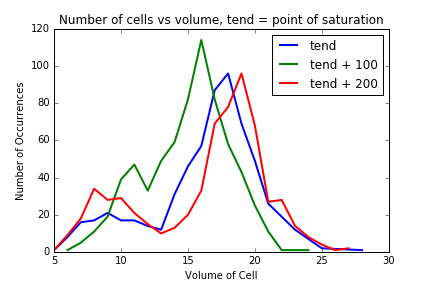 Number of cells vs volume, tend = point of saturation
120
100
80
60
40
20
0
Number of Occurrences
tend
tend + 100
tend + 200
5
10
15
20
25
30
Volume of Cell